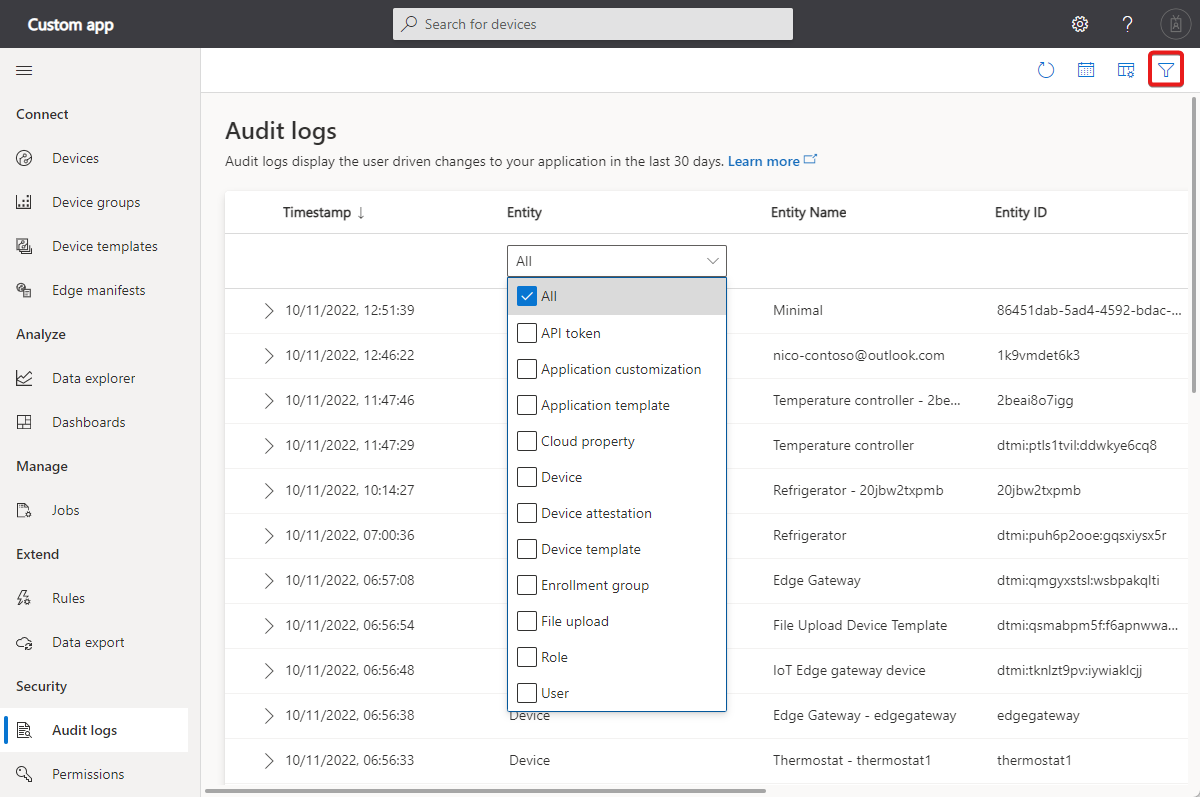 Custom app
Search for devices
?
Connect
Devices
Device groups
Device templates
Edge manifests
Analyze
Data explorer
Dashboards
Manage
Jobs
Extend
Rules
Data export
Security
Audit logs
Permissions
Audit logs
Audit logs display the user driven changes to your application in the last 30 days. Learn more
Timestamp ↓ Entity Entity Name Entity ID
All
All
API token
Application customization
Application template
Cloud property
Device
Device attestation
Device template
Enrollment group
File upload
Role
User
10/11/2022, 12:51:39 Minimal 86451dab-5ad4-4592-bdac-...
10/11/2022, 12:46:22 nico-contoso@outlook.com 1k9vmdet6k3
10/11/2022, 11:47:46 Temperature controller - 2be... 2beai8o7igg
10/11/2022, 11:47:29 Temperature controller dtmi:ptls1tvil:ddwkye6cq8
10/11/2022, 10:14:27 Refrigerator - 20jbw2txpmb 20jbw2txpmb
10/11/2022, 07:00:36 Refrigerator dtmi:puh6p2ooe:gqsxiysx5r
10/11/2022, 06:57:08 Edge Gateway dtmi:qmgyxstsl:wsbpakqlti
10/11/2022, 06:56:54 File Upload Device Template dtmi:qsmabpm5f:f6apnwwa...
10/11/2022, 06:56:48 IoT Edge gateway device dtmi:tknlzt9pv:iywiaklcjj
10/11/2022, 06:56:38 Device Edge Gateway - edgegateway edgegateway
10/11/2022, 06:56:33 Device Thermostat - thermostat1 thermostat1